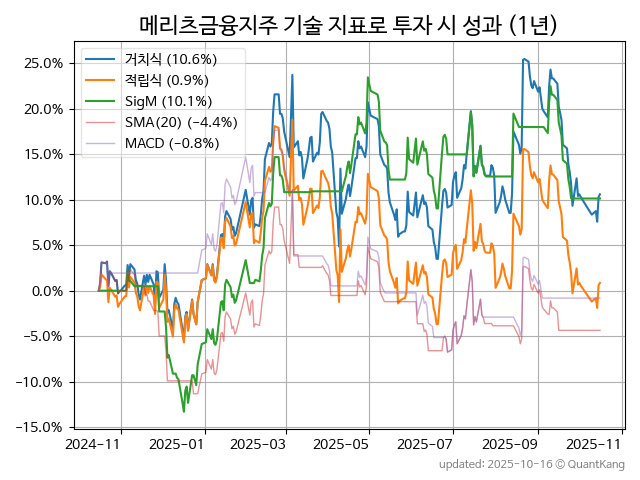 메리츠금융지주 기술 지표로 투자 시 성과 (1년)
거치식 (10.6%)
적립식 (0.9%)
SigM (10.1%)
SMA(20) (−4.4%)
MACD (−0.8%)
25.0%
20.0%
15.0%
10.0%
5.0%
0.0%
−5.0%
−10.0%
−15.0%
2024-11 2025-01 2025-03 2025-05 2025-07 2025-09 2025-11
updated: 2025-10-16 © QuantKang